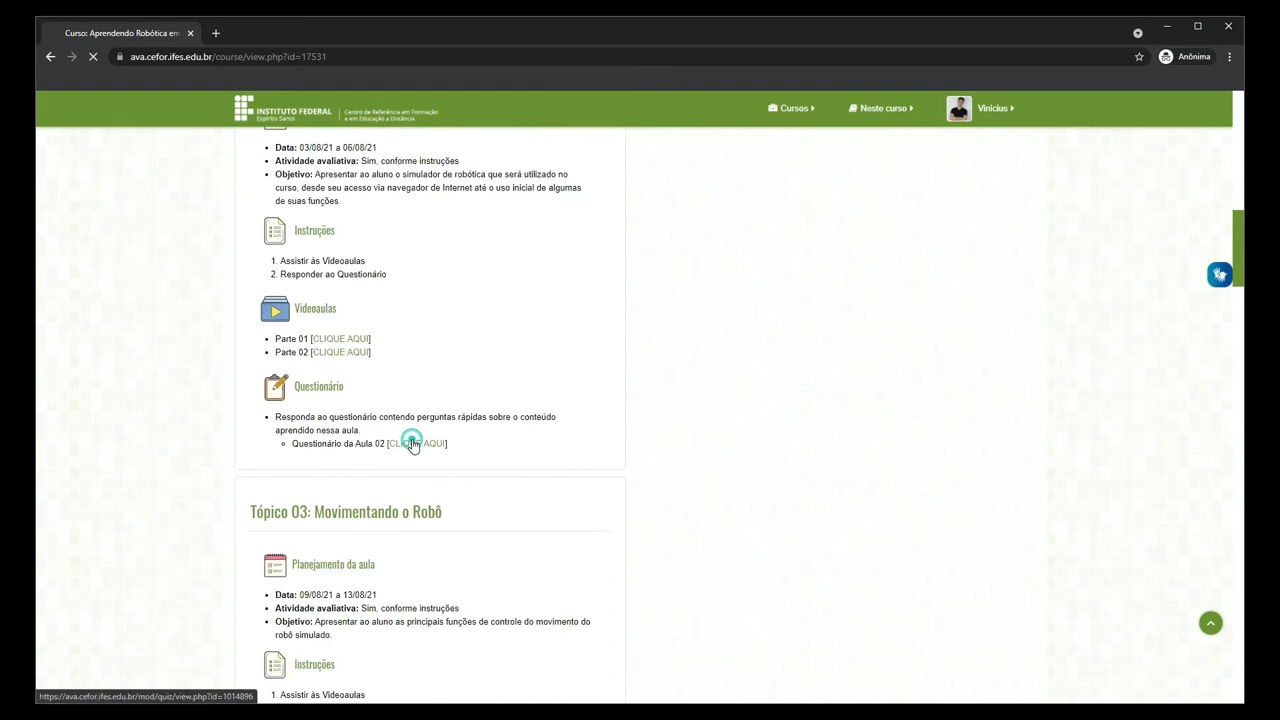 Curso: Aprendendo Robótica em
ava.cefor.ifes.edu.br/course/view.php?id=17531
Anônima
INSTITUTO FEDERAL
Espírito Santo
Centro de Referência em Formação
e em Educação a Distância
Cursos
Neste curso
Vinicius
Data: 03/08/21 a 06/08/21
Atividade avaliativa: Sim, conforme instruções
Objetivo: Apresentar ao aluno o simulador de robótica que será utilizado no
curso, desde seu acesso via navegador de Internet até o uso inicial de algumas
de suas funções.
Instruções
1. Assistir às Videoaulas
2. Responder ao Questionário
Videoaulas
Parte 01 [CLIQUE AQUI]
Parte 02 [CLIQUE AQUI]
Questionário
Responda ao questionário contendo perguntas rápidas sobre o conteúdo
aprendido nessa aula.
Questionário da Aula 02 [CLIQUE AQUI]
Tópico 03: Movimentando o Robô
Planejamento da aula
Data: 09/08/21 a 13/08/21
Atividade avaliativa: Sim, conforme instruções
Objetivo: Apresentar ao aluno as principais funções de controle do movimento do
robô simulado.
Instruções
1. Assistir às Videoaulas
https://ava.cefor.ifes.edu.br/mod/quiz/view.php?id=1014896